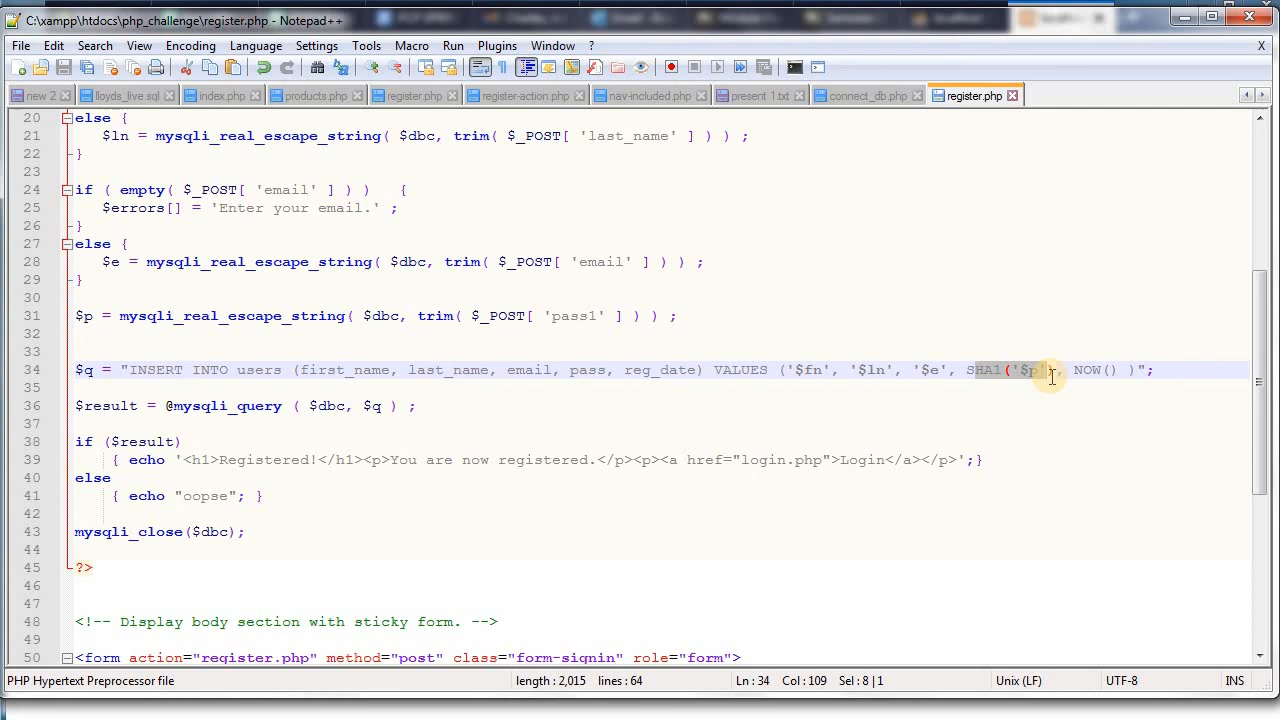 C:\xampp\htdocs\php_challenge\register.php - Notepad++
File Edit Search View Encoding Language Settings Tools Macro Run Plugins Window ? X
new 2 lloyds_live.sql index.php products.php register.php register-action.php nav-included.php present 1.txt connect_db.php register.php
20 else {
21 $ln = mysqli_real_escape_string( $dbc, trim( $_POST[ 'last_name' ] ) ) ;
22 }
23
24 if ( empty( $_POST[ 'email' ] ) ) {
25 $errors[] = 'Enter your email.' ;
26 }
27 else {
28 $e = mysqli_real_escape_string( $dbc, trim( $_POST[ 'email' ] ) ) ;
29 }
30
31 $p = mysqli_real_escape_string( $dbc, trim( $_POST[ 'pass1' ] ) ) ;
32
33
34 $q = "INSERT INTO users (first_name, last_name, email, pass, reg_date) VALUES ('$fn', '$ln', '$e', SHA1('$p'), NOW() )";
35
36 $result = @mysqli_query ( $dbc, $q ) ;
37
38 if ($result)
39 { echo '<h1>Registered!</h1><p>You are now registered.</p><p><a href="login.php">Login</a></p>';}
40 else
41 { echo "oopse"; }
42
43 mysqli_close($dbc);
44
45 ?>
46
47
48 <!-- Display body section with sticky form. -->
49
50 <form action="register.php" method="post" class="form-signin" role="form">
PHP Hypertext Preprocessor file length : 2,015 lines : 64 Ln : 34 Col : 109 Sel : 8 | 1 Unix (LF) UTF-8 INS